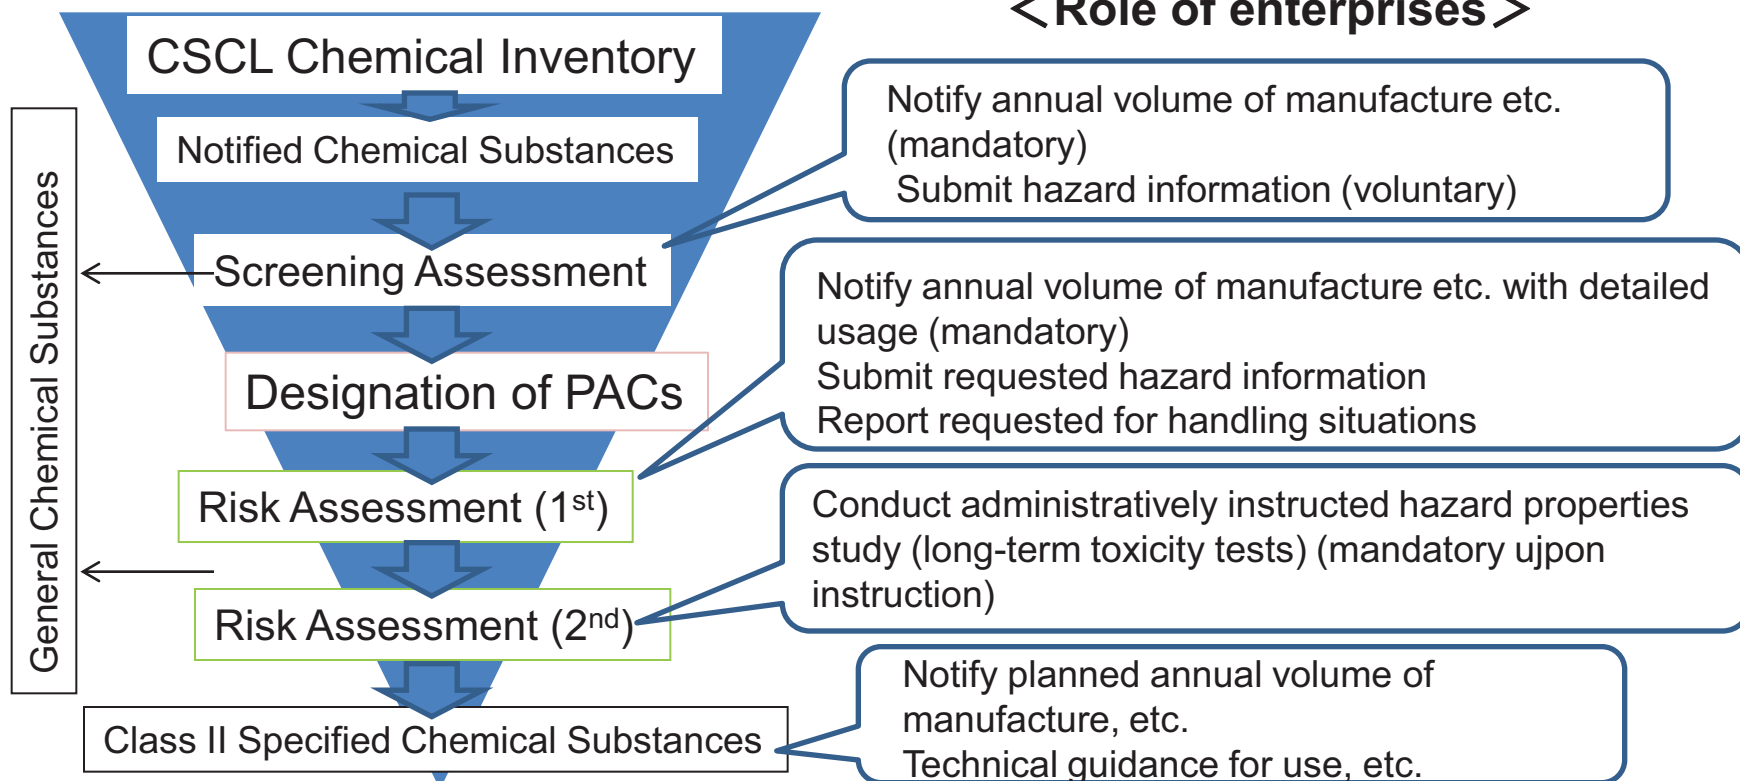 <Role of enterprises>
CSCL Chemical Inventory
Notified Chemical Substances
Screening Assessment
Designation of PACs
Risk Assessment (1st)
Risk Assessment (2nd)
Class II Specified Chemical Substances
General Chemical Substances
Notify annual volume of manufacture etc.
(mandatory)
Submit hazard information (voluntary)
Notify annual volume of manufacture etc. with detailed
usage (mandatory)
Submit requested hazard information
Report requested for handling situations
Conduct administratively instructed hazard properties
study (long-term toxicity tests) (mandatory ujpon
instruction)
Notify planned annual volume of
manufacture, etc.
Technical guidance for use, etc.